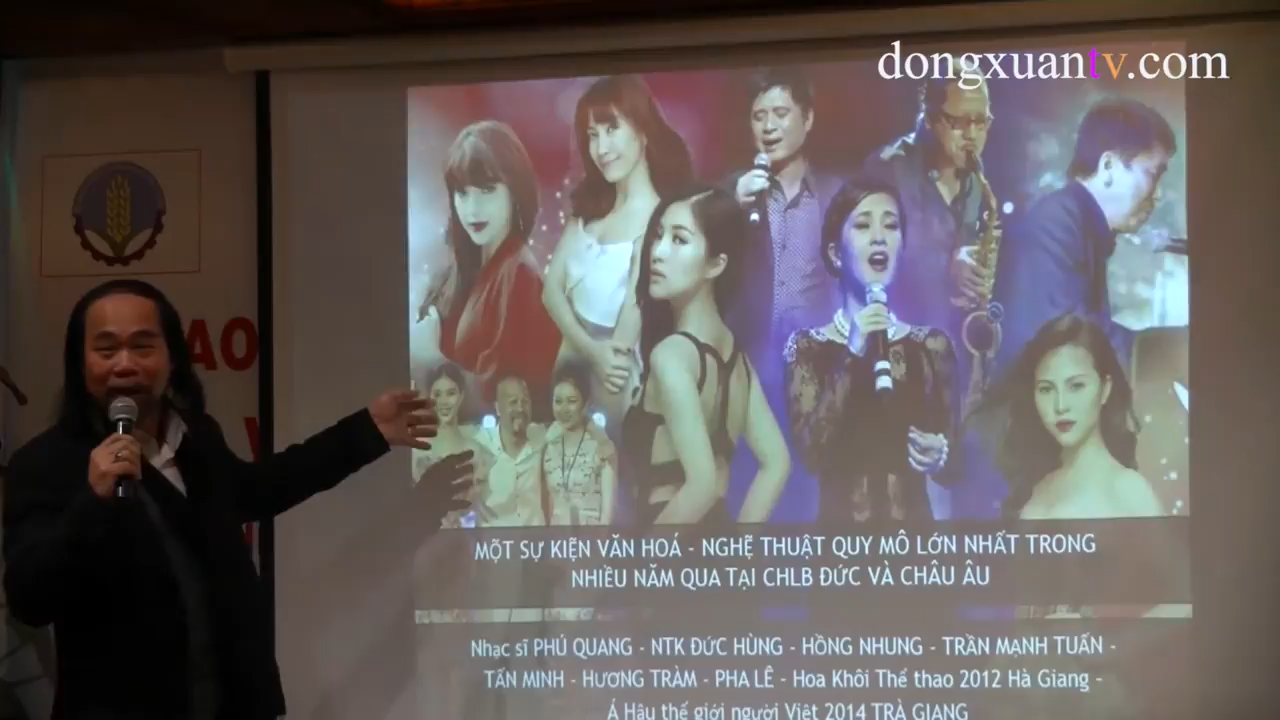 dongxuantv.com
AO
MỘT SỰ KIỆN VĂN HOÁ - NGHỆ THUẬT QUY MÔ LỚN NHẤT TRONG
NHIỀU NĂM QUA TẠI CHLB ĐỨC VÀ CHÂU ÂU
Nhạc sĩ PHÚ QUANG - NTK ĐỨC HÙNG - HỒNG NHUNG - TRẦN MẠNH TUẤN -
TẤN MINH - HƯƠNG TRÀM - PHA LÊ - Hoa Khôi Thể thao 2012 Hà Giang -
Á Hậu thế giới người Việt 2014 TRÀ GIANG